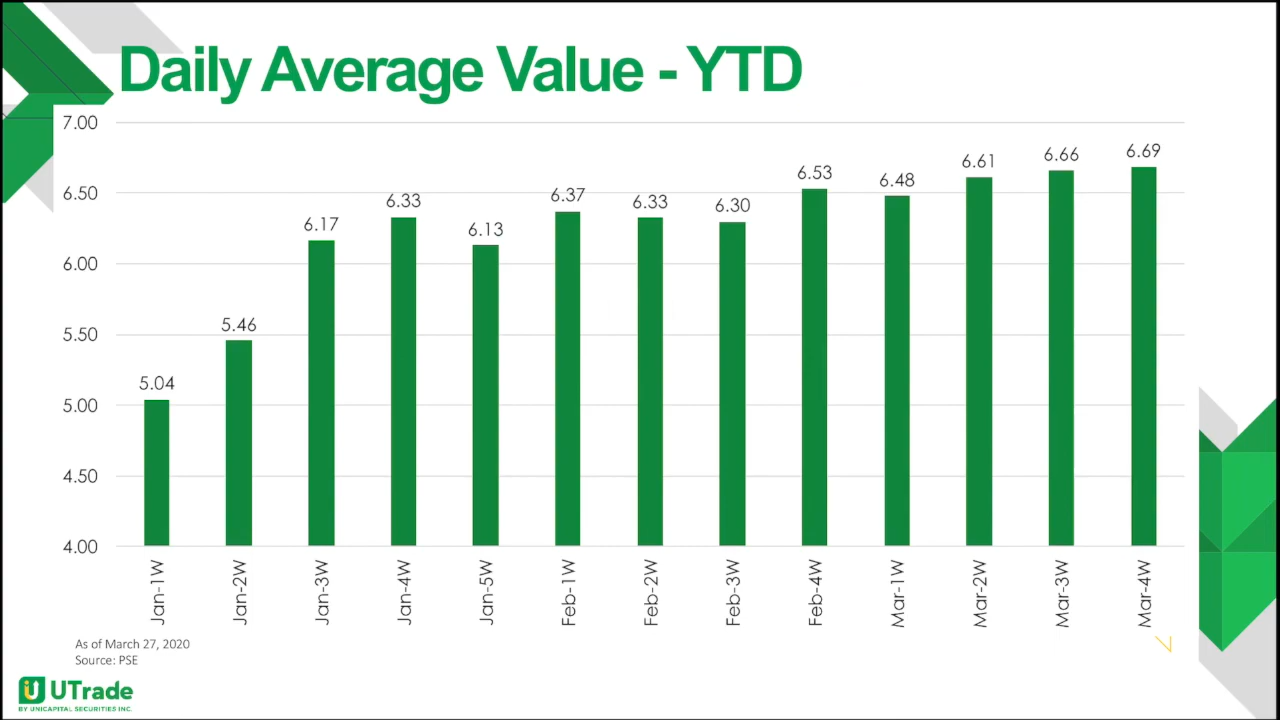 Daily Average Value - YTD
7.00
6.50
6.00
5.50
5.00
4.50
4.00
5.04
5.46
6.17
6.33
6.13
6.37
6.33
6.30
6.53
6.48
6.61
6.66
6.69
Jan-1W
Jan-2W
Jan-3W
Jan-4W
Jan-5W
Feb-1W
Feb-2W
Feb-3W
Feb-4W
Mar-1W
Mar-2W
Mar-3W
Mar-4W
As of March 27, 2020
Source: PSE
UTrade
BY UNICAPITAL SECURITIES INC.